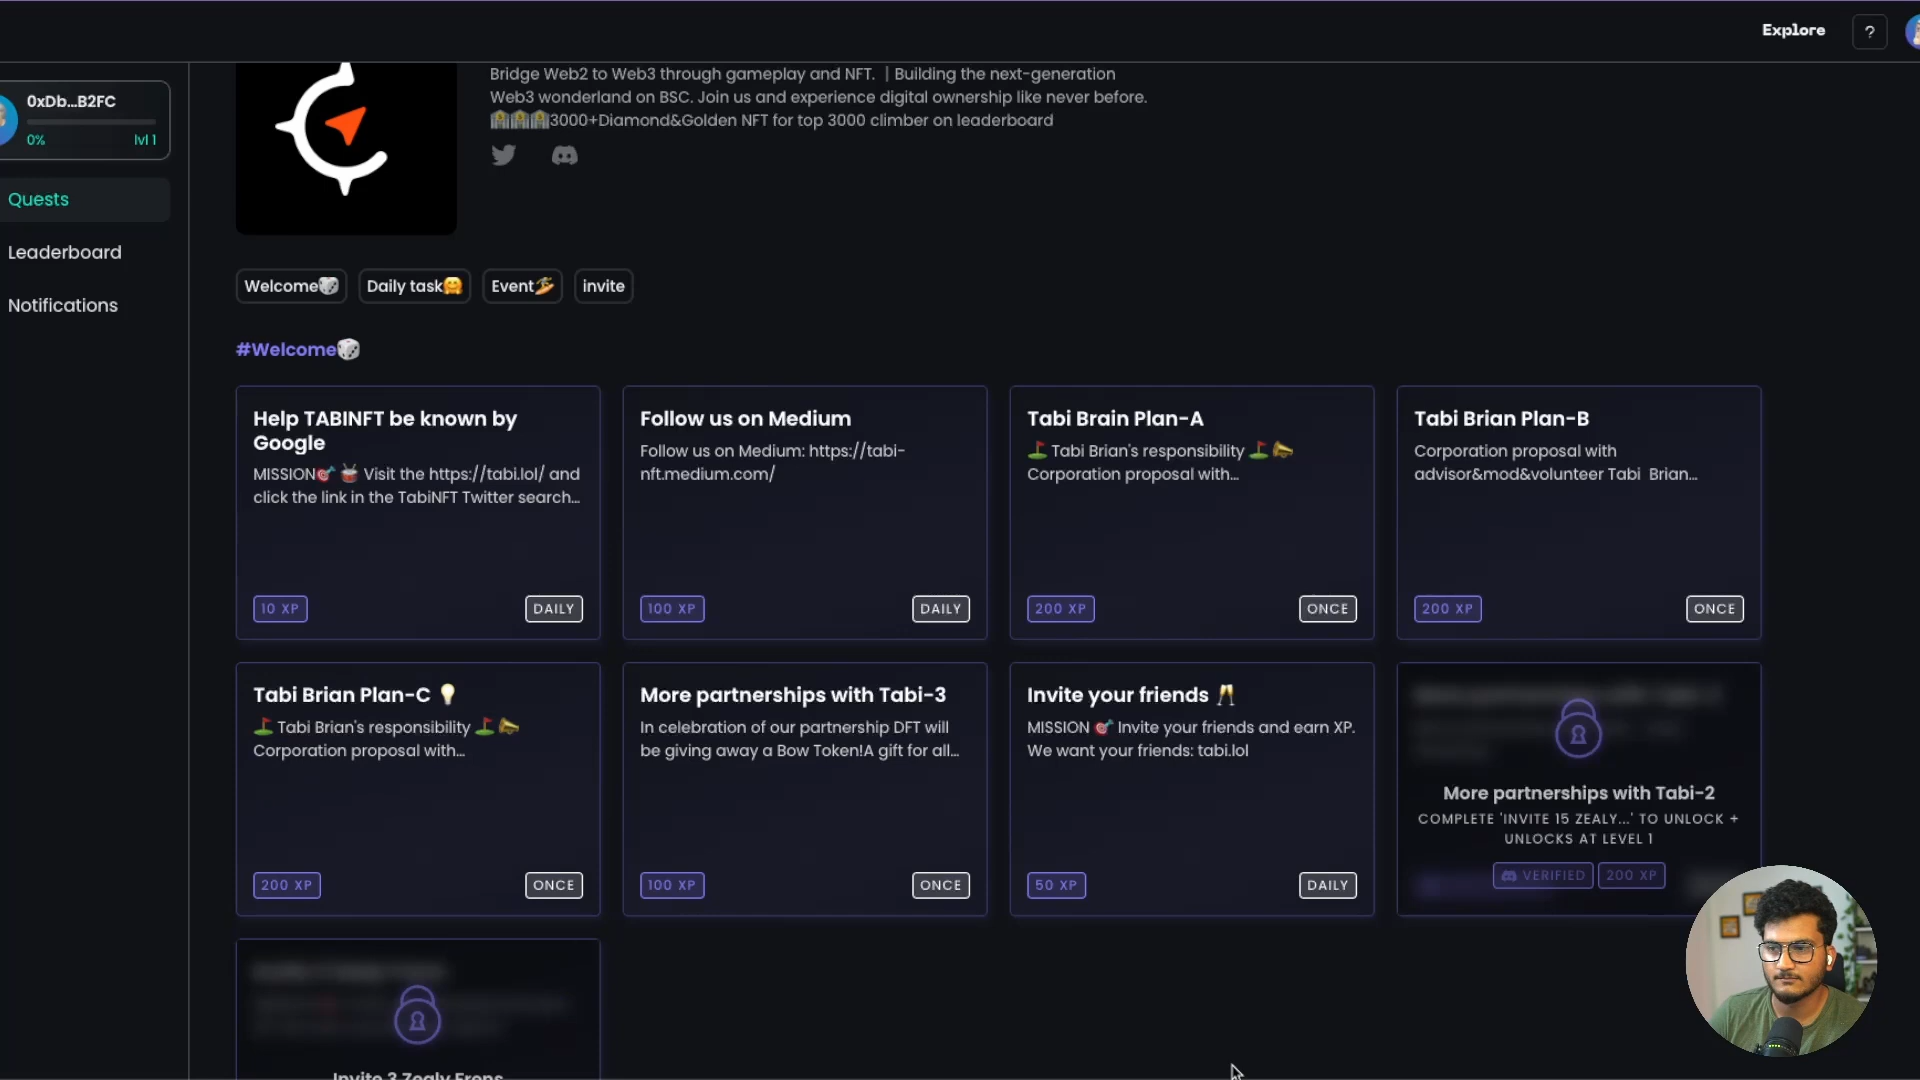 Explore
?
0xDb...B2FC
0%
lvl 1
Quests
Leaderboard
Notifications
Bridge Web2 to Web3 through gameplay and NFT. | Building the next-generation
Web3 wonderland on BSC. Join us and experience digital ownership like never before.
3000+Diamond&Golden NFT for top 3000 climber on leaderboard
Welcome🎲
Daily task🤗
Event🏄
invite
#Welcome🎲
Help TABINFT be known by
Google
MISSION🎯 🥁 Visit the https://tabi.lol/ and
click the link in the TabiNFT Twitter search...
10 XP
DAILY
Follow us on Medium
Follow us on Medium: https://tabi-
nft.medium.com/
100 XP
DAILY
Tabi Brain Plan-A
⛳ Tabi Brian's responsibility ⛳ 📣
Corporation proposal with...
200 XP
ONCE
Tabi Brian Plan-B
Corporation proposal with
advisor&mod&volunteer Tabi Brian...
200 XP
ONCE
Tabi Brian Plan-C 💡
⛳ Tabi Brian's responsibility ⛳ 📣
Corporation proposal with...
200 XP
ONCE
More partnerships with Tabi-3
In celebration of our partnership DFT will
be giving away a Bow Token!A gift for all...
100 XP
ONCE
Invite your friends 🥂
MISSION 🎯 Invite your friends and earn XP.
We want your friends: tabi.lol
50 XP
DAILY
More partnerships with Tabi-2
COMPLETE 'INVITE 15 ZEALY...' TO UNLOCK +
UNLOCKS AT LEVEL 1
VERIFIED
200 XP
Invite 3 Zealy Frens